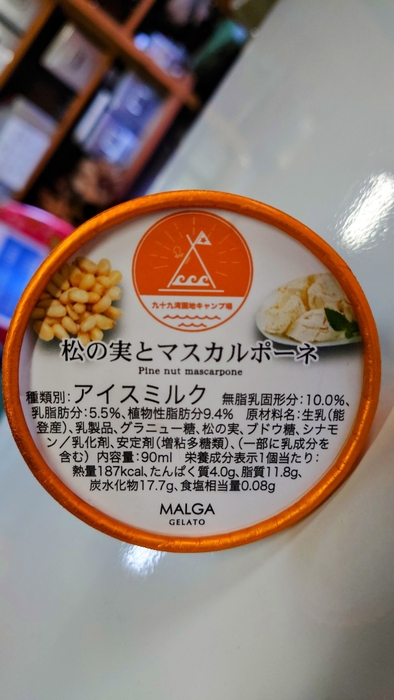 九十九湾園地キャンプ場
松の実とマスカルポーネ
Pine nut mascarpone
種類別:アイスミルク 無脂乳固形分:10.0%、
乳脂肪分:5.5%、植物性脂肪分9.4% 原材料名:生乳(能
登産)、乳製品、グラニュー糖、松の実、ブドウ糖、シナモ
ン/乳化剤、安定剤(増粘多糖類)、(一部に乳成分を
含む) 内容量:90ml 栄養成分表示1個当たり:
熱量187kcal、たんぱく質4.0g、脂質11.8g、
炭水化物17.7g、食塩相当量0.08g
MALGA
GELATO